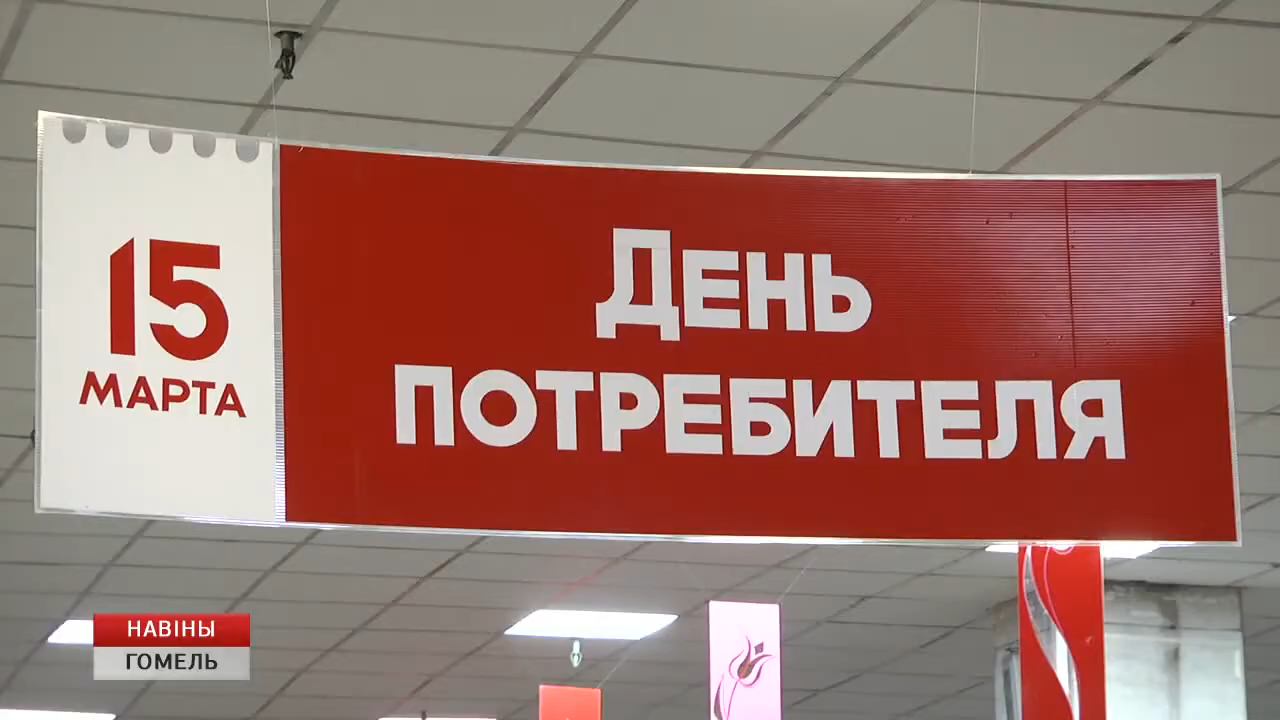 15
МАРТА
ДЕНЬ
ПОТРЕБИТЕЛЯ
НАВІНЫ
ГОМЕЛЬ